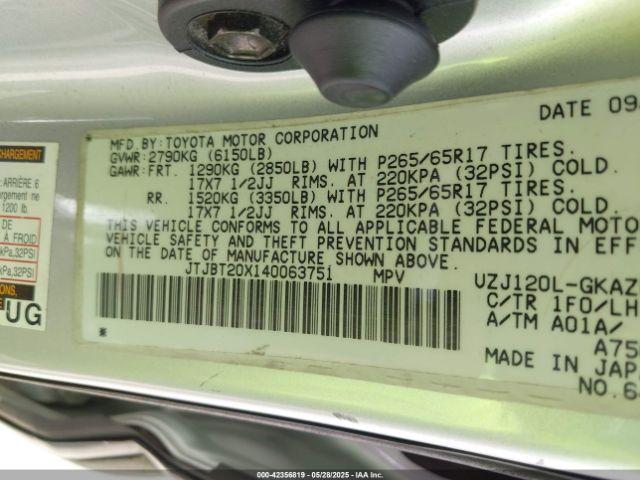 DATE 09
MFD. BY: TOYOTA MOTOR CORPORATION
GVWR: 2790KG (6150LB)
GAWR: FRT. 1290KG (2850LB) WITH P265/65R17 TIRES.
17X7 1/2JJ RIMS. AT 220KPA (32PSI) COLD.
RR. 1520KG (3350LB) WITH P265/65R17 TIRES.
17X7 1/2JJ RIMS. AT 220KPA (32PSI) COLD.
THIS VEHICLE CONFORMS TO ALL APPLICABLE FEDERAL MOTO
VEHICLE SAFETY AND THEFT PREVENTION STANDARDS IN EFF
ON THE DATE OF MANUFACTURE SHOWN ABOVE.
JTJBT20X140063751 MPV
UZJ120L-GKAZ
C/TR 1F0/LH
A/TM A01A/
A75
MADE IN JAP
NO.6
HARGEMENT
: ARRIÈRE 6
rgement ne
1200 lb.
DE
À FROID
kPa/32PSI
kPa/32PSI
UG
00-42356819 / 05/28/2025 / IAA INC.